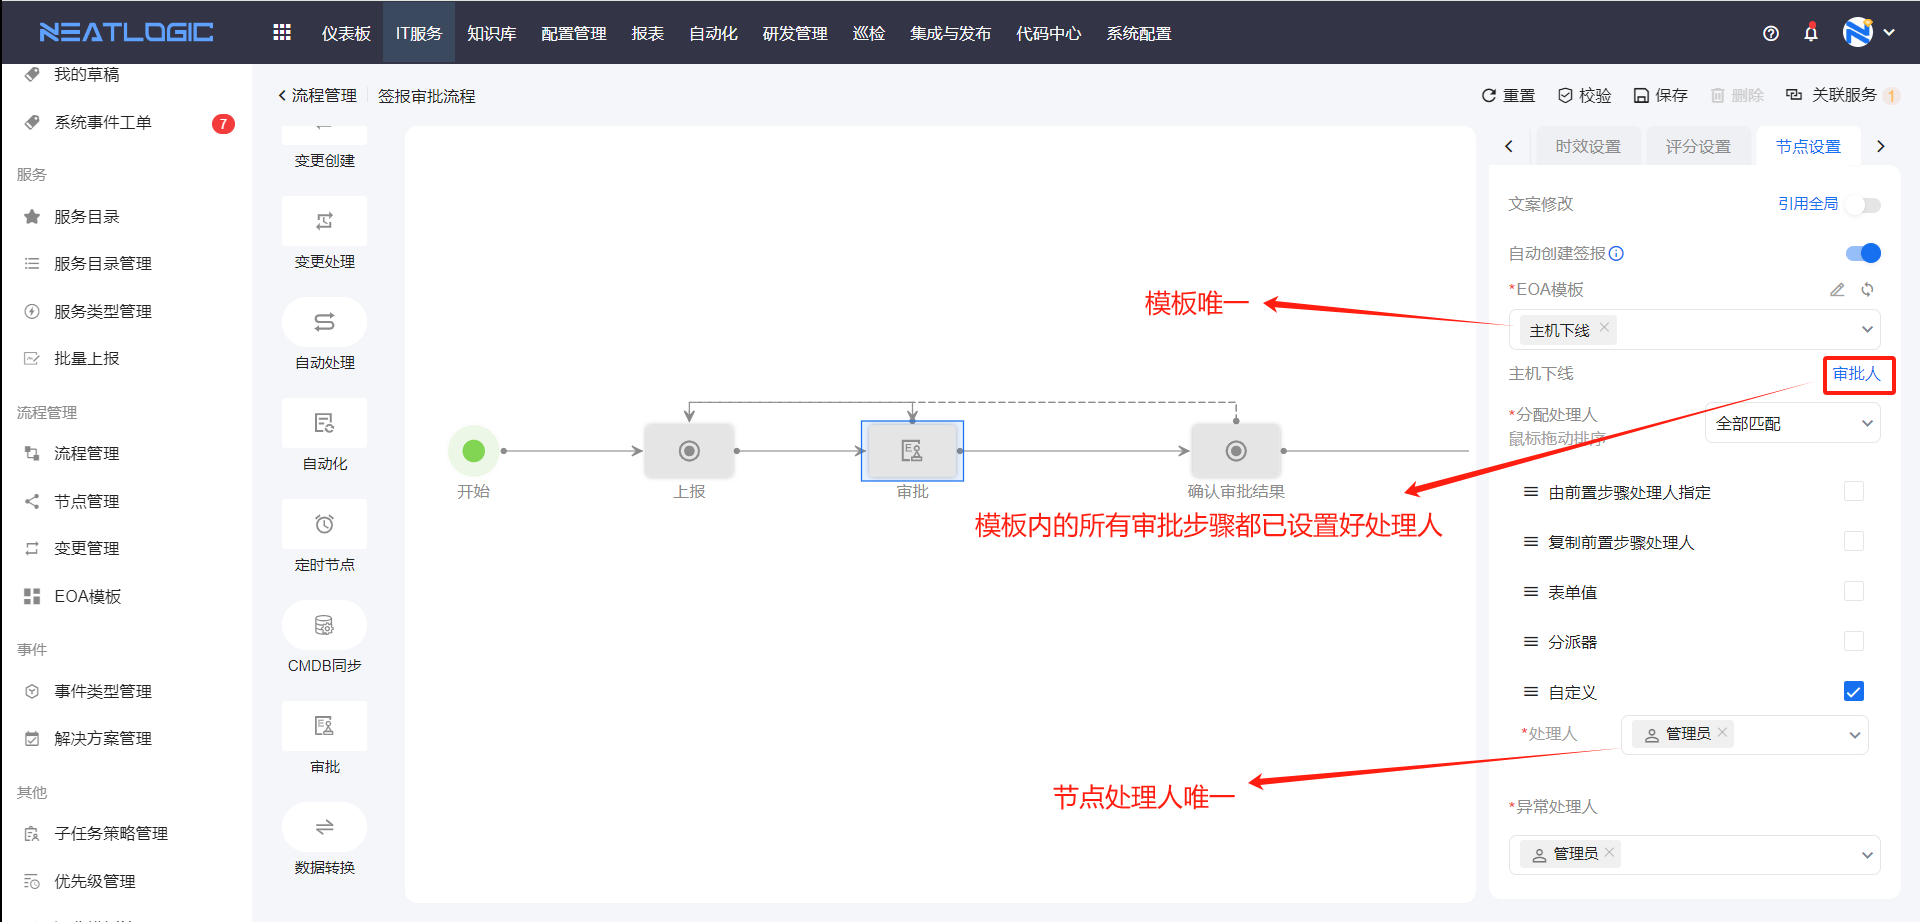 NEATLOGIC
仪表板
IT服务
知识库
配置管理
报表
自动化
研发管理
巡检
集成与发布
代码中心
系统配置
我的草稿
系统事件工单
7
服务
服务目录
服务目录管理
服务类型管理
批量上报
流程管理
流程管理
节点管理
变更管理
EOA模板
事件
事件类型管理
解决方案管理
其他
子任务策略管理
优先级管理
流程管理
签报审批流程
重置
校验
保存
删除
关联服务
1
变更创建
变更处理
自动处理
自动化
定时节点
CMDB同步
审批
数据转换
开始
上报
审批
确认审批结果
模板唯一
模板内的所有审批步骤都已设置好处理人
节点处理人唯一
时效设置
评分设置
节点设置
文案修改
引用全局
自动创建签报
*EOA模板
主机下线
主机下线
审批人
*分配处理人
鼠标拖动排序
全部匹配
由前置步骤处理人指定
复制前置步骤处理人
表单值
分派器
自定义
*处理人
管理员
*异常处理人
管理员